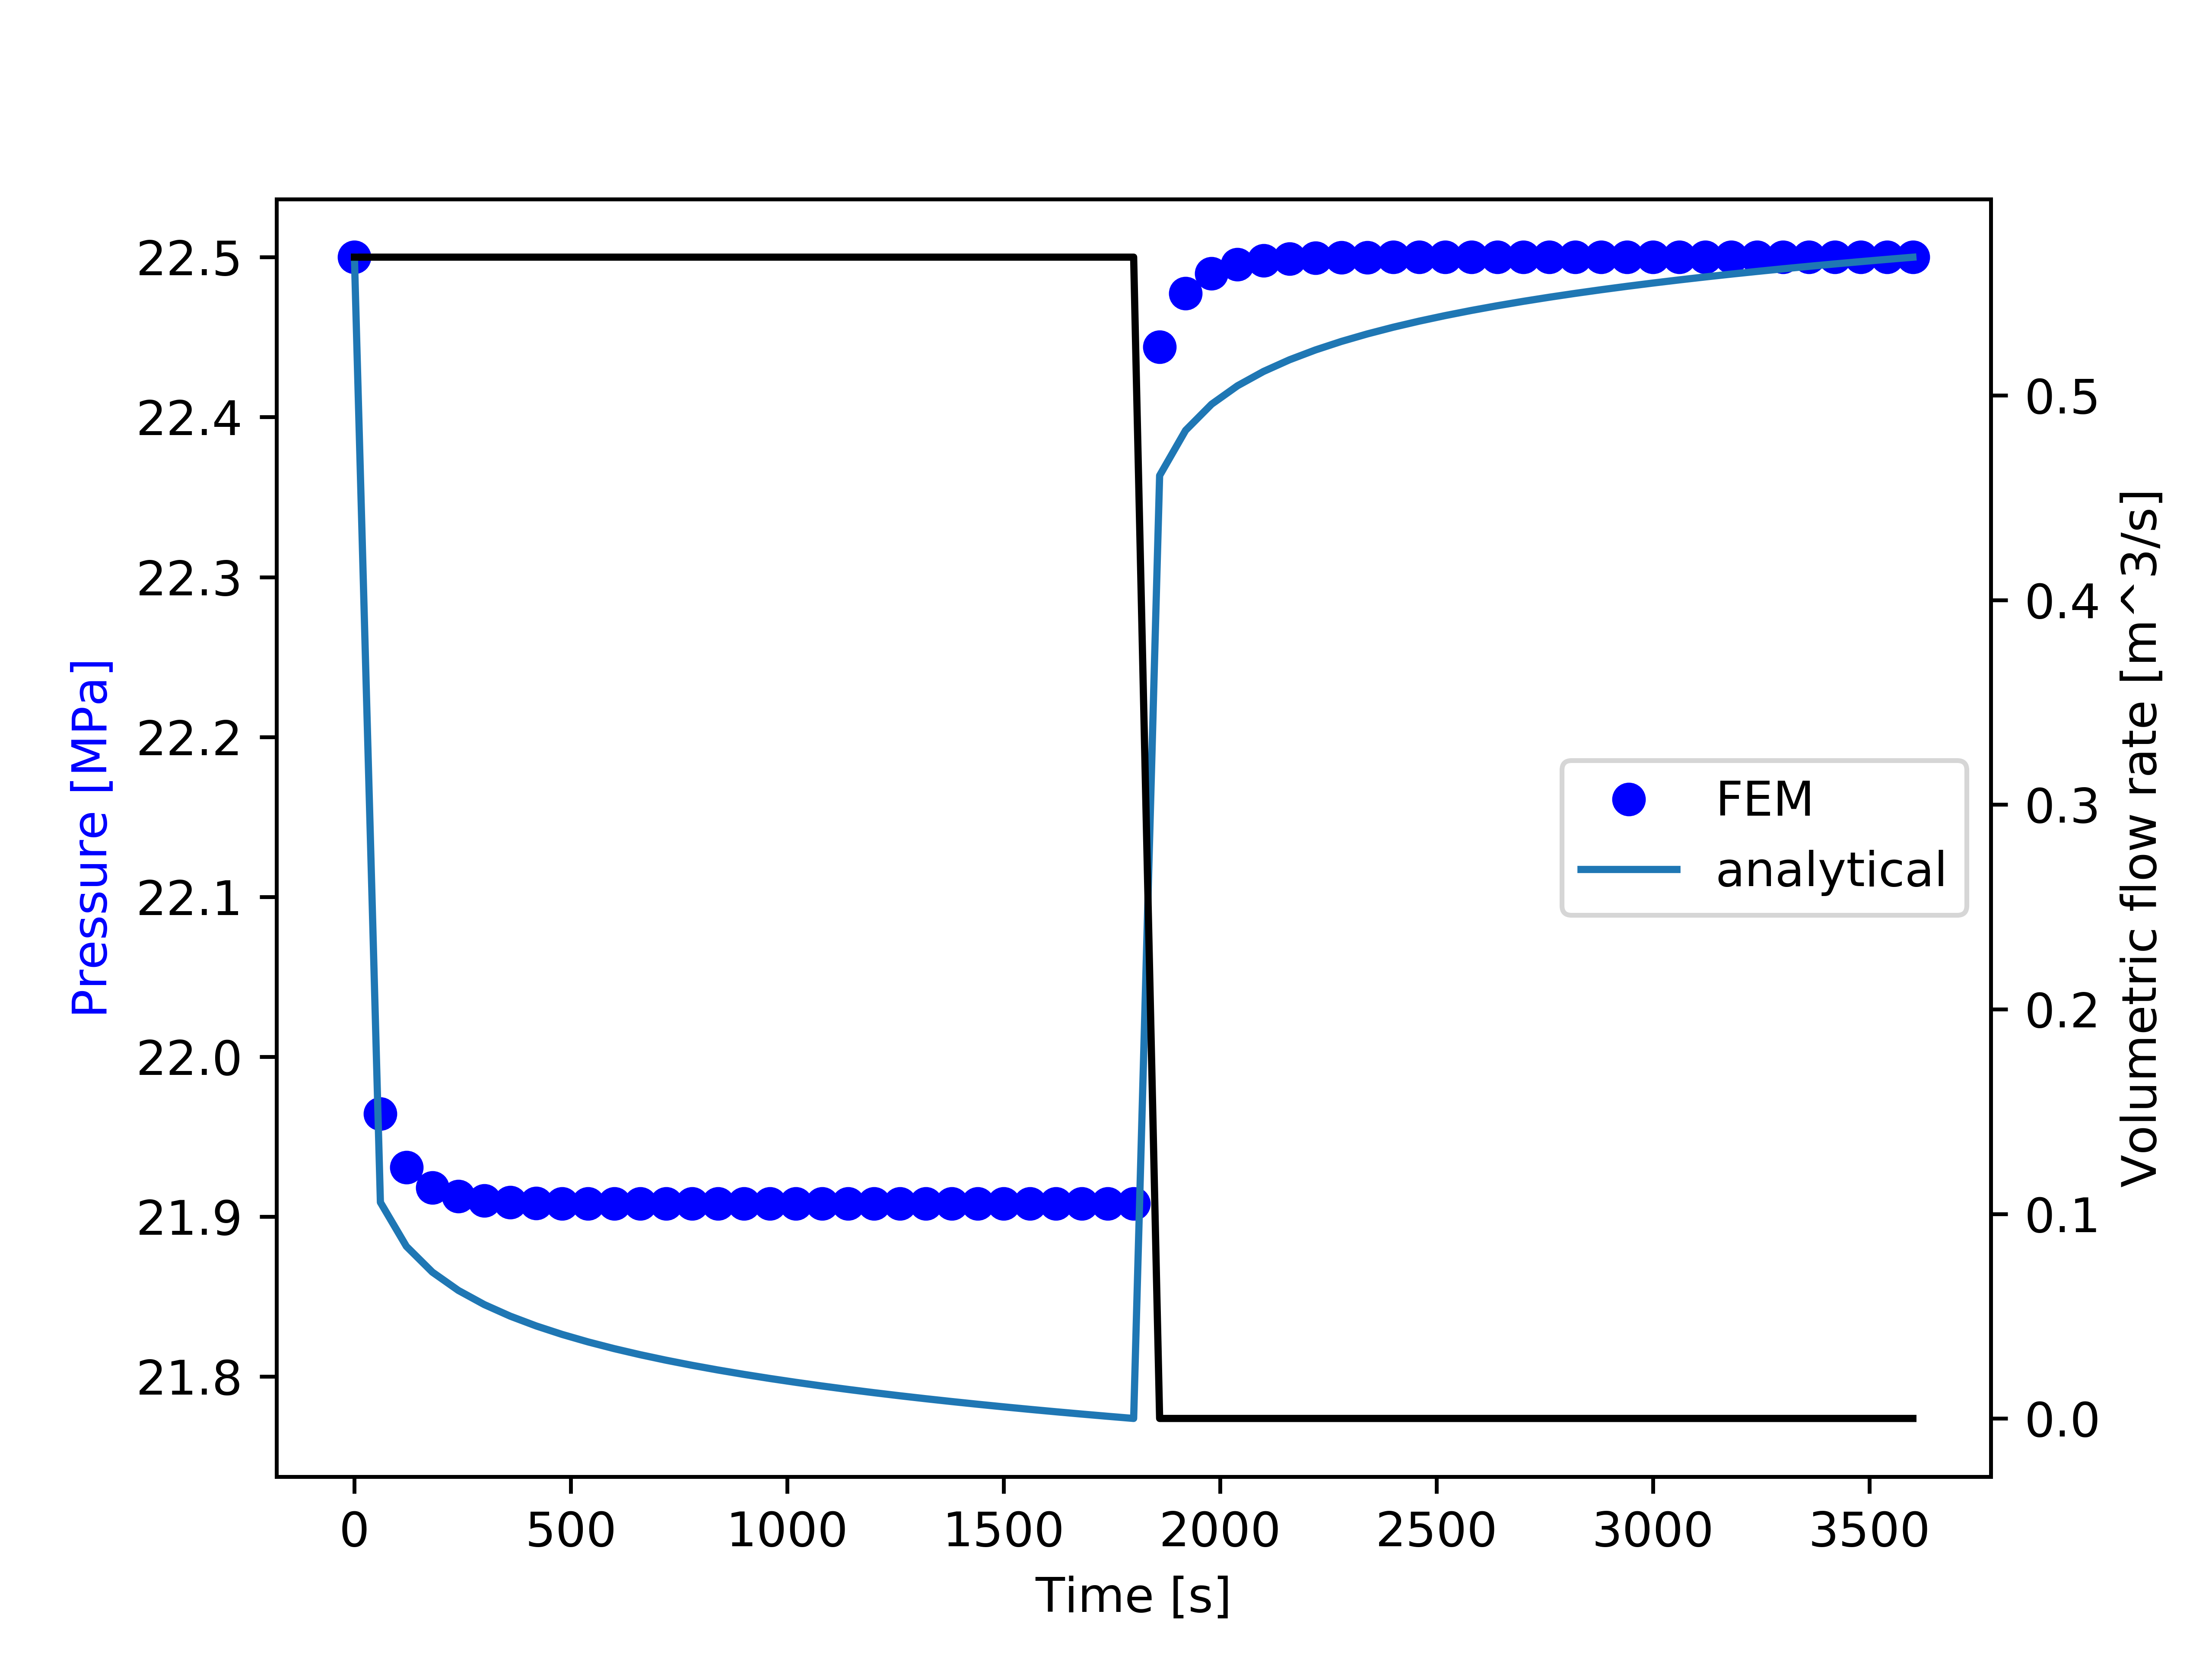 22.5
22.4
22.3
22.2
22.1
22.0
21.9
21.8
Pressure [MPa]
0.5
0.4
0.3
0.2
0.1
0.0
Volumetric flow rate [m^3/s]
FEM
analytical
0 500 1000 1500 2000 2500 3000 3500
Time [s]